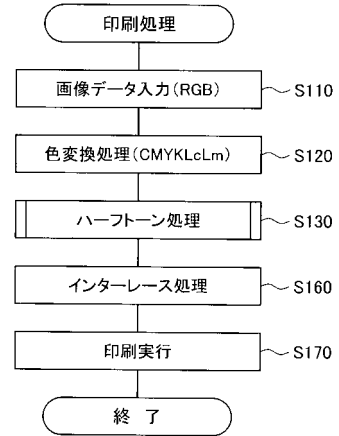 印刷処理
画像データ入力(RGB) S110
色変換処理(CMYKLcLm) S120
ハーフトーン処理 S130
インターレース処理 S160
印刷実行 S170
終 了